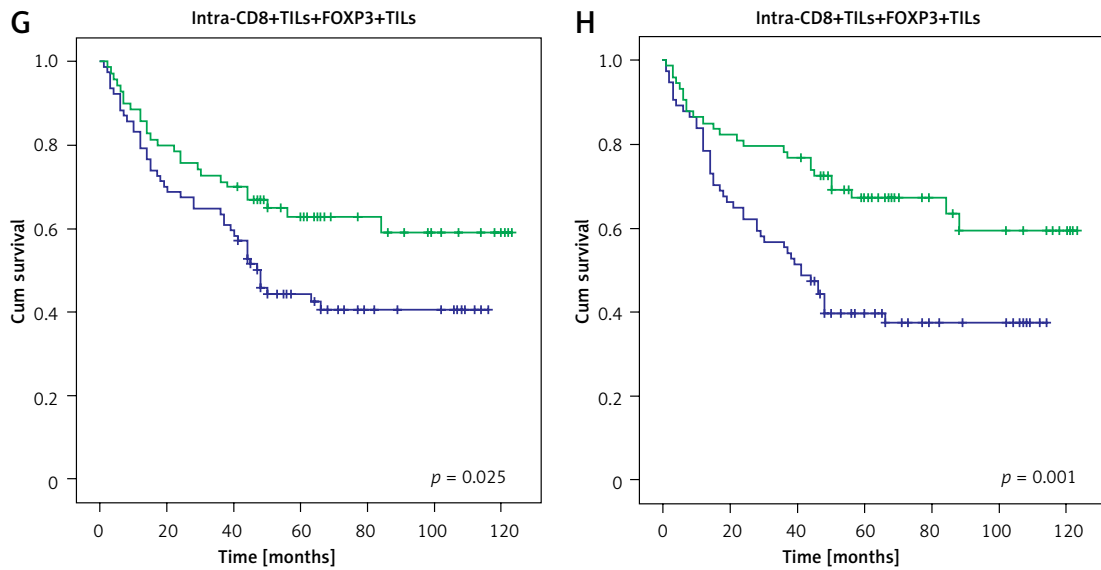 G
Intra-CD8+TILs+FOXP3+TILs
Cum survival
1.0
0.8
0.6
0.4
0.2
0
p = 0.025
0 20 40 60 80 100 120
Time [months]
H
Intra-CD8+TILs+FOXP3+TILs
Cum survival
1.0
0.8
0.6
0.4
0.2
0
p = 0.001
0 20 40 60 80 100 120
Time [months]